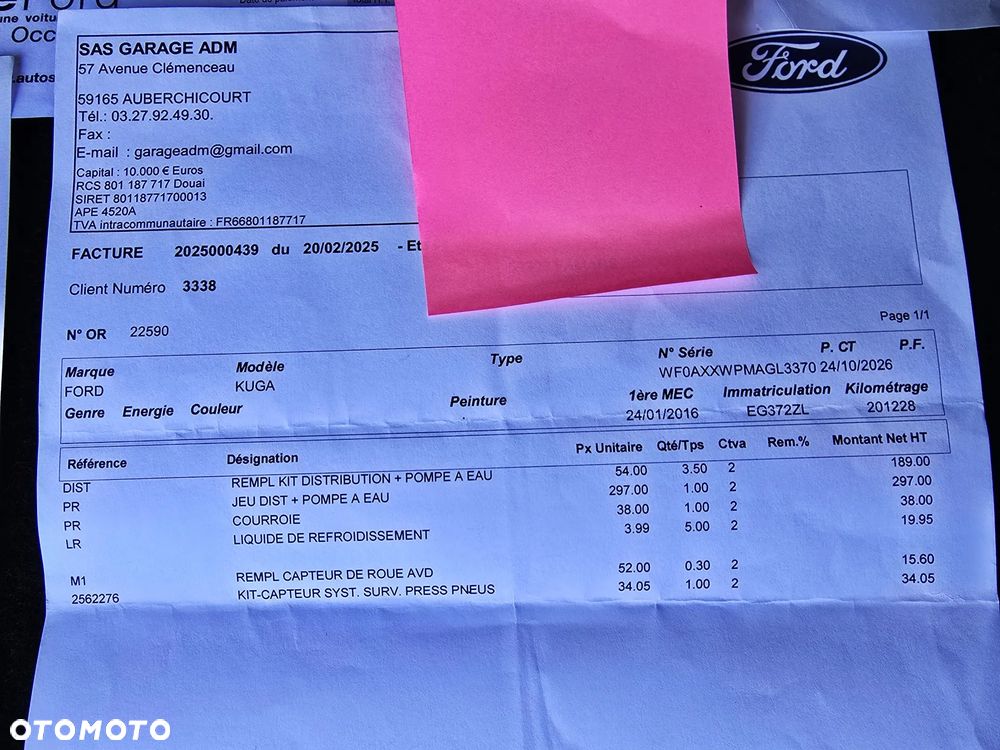 une voitu
Occ
.autos
SAS GARAGE ADM
57 Avenue Clémenceau
59165 AUBERCHICOURT
Tél.: 03.27.92.49.30.
Fax :
E-mail : garageadm@gmail.com
Capital : 10.000 € Euros
RCS 801 187 717 Douai
SIRET 80118771700013
APE 4520A
TVA intracommunautaire : FR66801187717
Ford
FACTURE 2025000439 du 20/02/2025 - Et
Client Numéro 3338
N° OR 22590
Page 1/1
Marque Modèle Type N° Série P. CT P.F.
FORD KUGA WF0AXXWPMAGL3370 24/10/2026
Genre Energie Couleur Peinture 1ère MEC Immatriculation Kilométrage
24/01/2016 EG372ZL 201228
Référence Désignation Px Unitaire Qté/Tps Ctva Rem.% Montant Net HT
DIST REMPL KIT DISTRIBUTION + POMPE A EAU 54.00 3.50 2 189.00
PR JEU DIST + POMPE A EAU 297.00 1.00 2 297.00
PR COURROIE 38.00 1.00 2 38.00
LR LIQUIDE DE REFROIDISSEMENT 3.99 5.00 2 19.95
M1 REMPL CAPTEUR DE ROUE AVD 52.00 0.30 2 15.60
2562276 KIT-CAPTEUR SYST. SURV. PRESS PNEUS 34.05 1.00 2 34.05
OTOMOTO